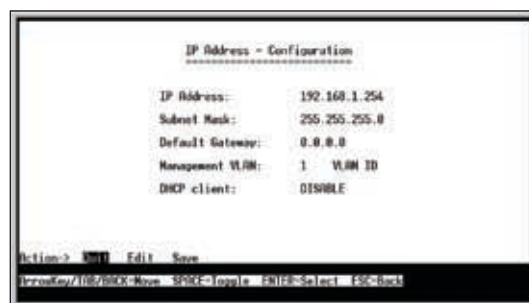 IP Address - Configuration
IP Address: 192.168.1.254
Subnet Mask: 255.255.255.0
Default Gateway: 0.0.0.0
Management VLAN: 1 VLAN ID
DHCP client: DISABLE
Action-> Quit Edit Save
ArrowKey/TAB/BACK-Move SPACE-Toggle ENTER-Select ESC-Back